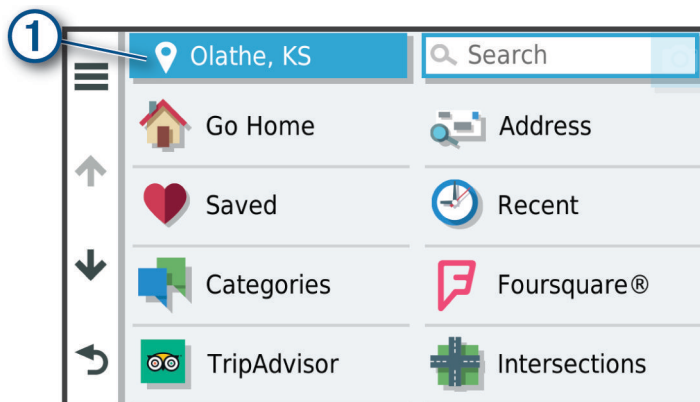 1
Olathe, KS
Search
Go Home
Address
Saved
Recent
Categories
Foursquare®
TripAdvisor
Intersections